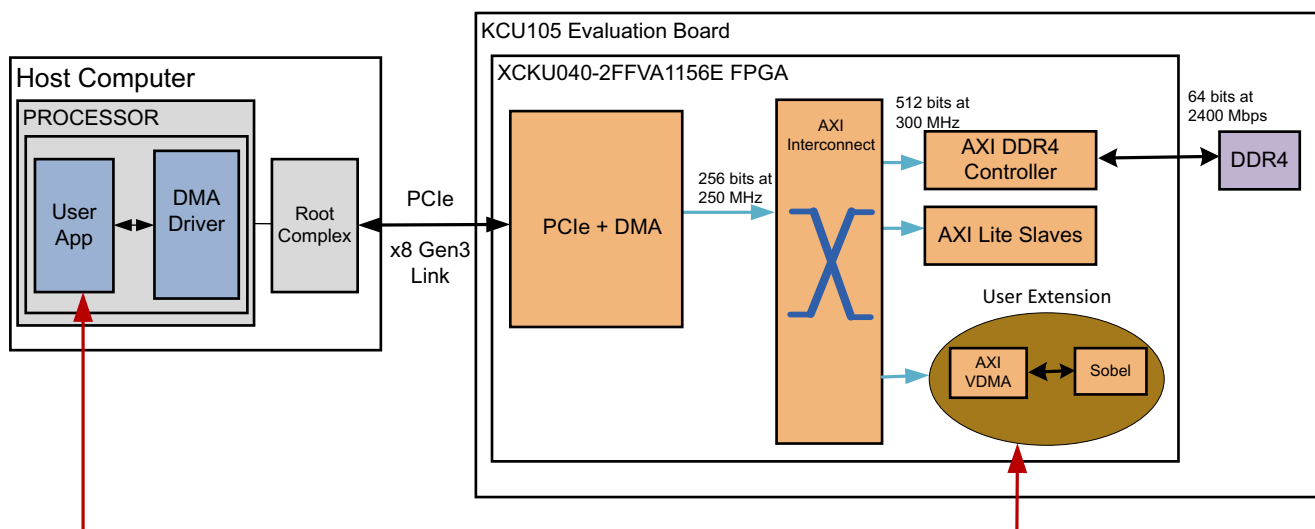 KCU105 Evaluation Board
XCKU040-2FFVA1156E FPGA
Host Computer
PROCESSOR
User
App
DMA
Driver
Root
Complex
PCIe
x8 Gen3
Link
PCIe + DMA
256 bits at
250 MHz
AXI
Interconnect
512 bits at
300 MHz
AXI DDR4
Controller
64 bits at
2400 Mbps
DDR4
AXI Lite Slaves
User Extension
AXI
VDMA
Sobel